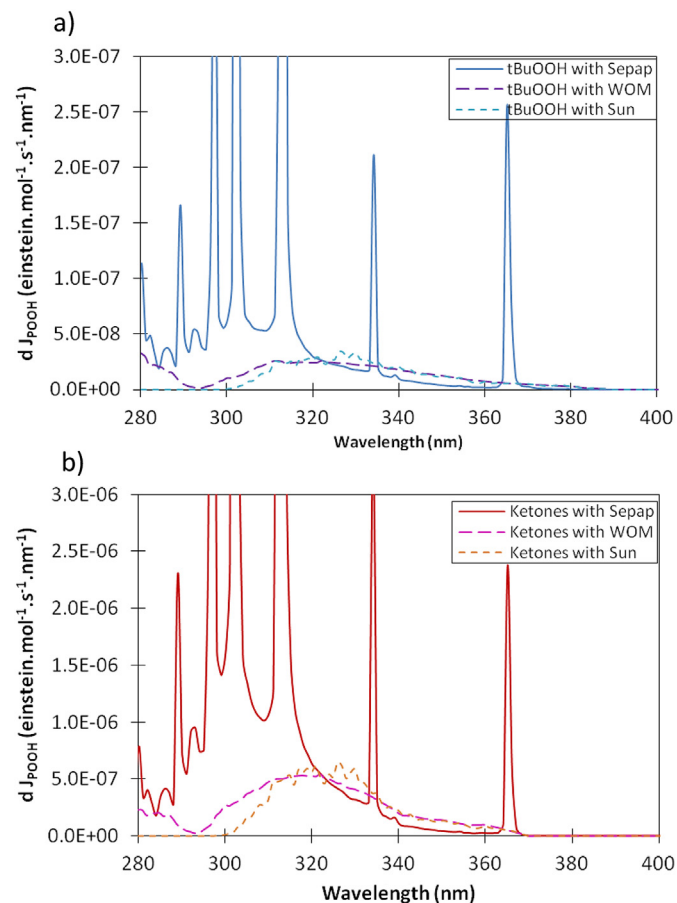 a)
d J_POOH (einstein.mol⁻¹.s⁻¹.nm⁻¹)
3.0E-07
2.5E-07
2.0E-07
1.5E-07
1.0E-07
5.0E-08
0.0E+00
tBuOOH with Sepap
tBuOOH with WOM
tBuOOH with Sun
280 300 320 340 360 380 400
Wavelength (nm)
b)
d J_POOH (einstein.mol⁻¹.s⁻¹.nm⁻¹)
3.0E-06
2.5E-06
2.0E-06
1.5E-06
1.0E-06
5.0E-07
0.0E+00
Ketones with Sepap
Ketones with WOM
Ketones with Sun
280 300 320 340 360 380 400
Wavelength (nm)